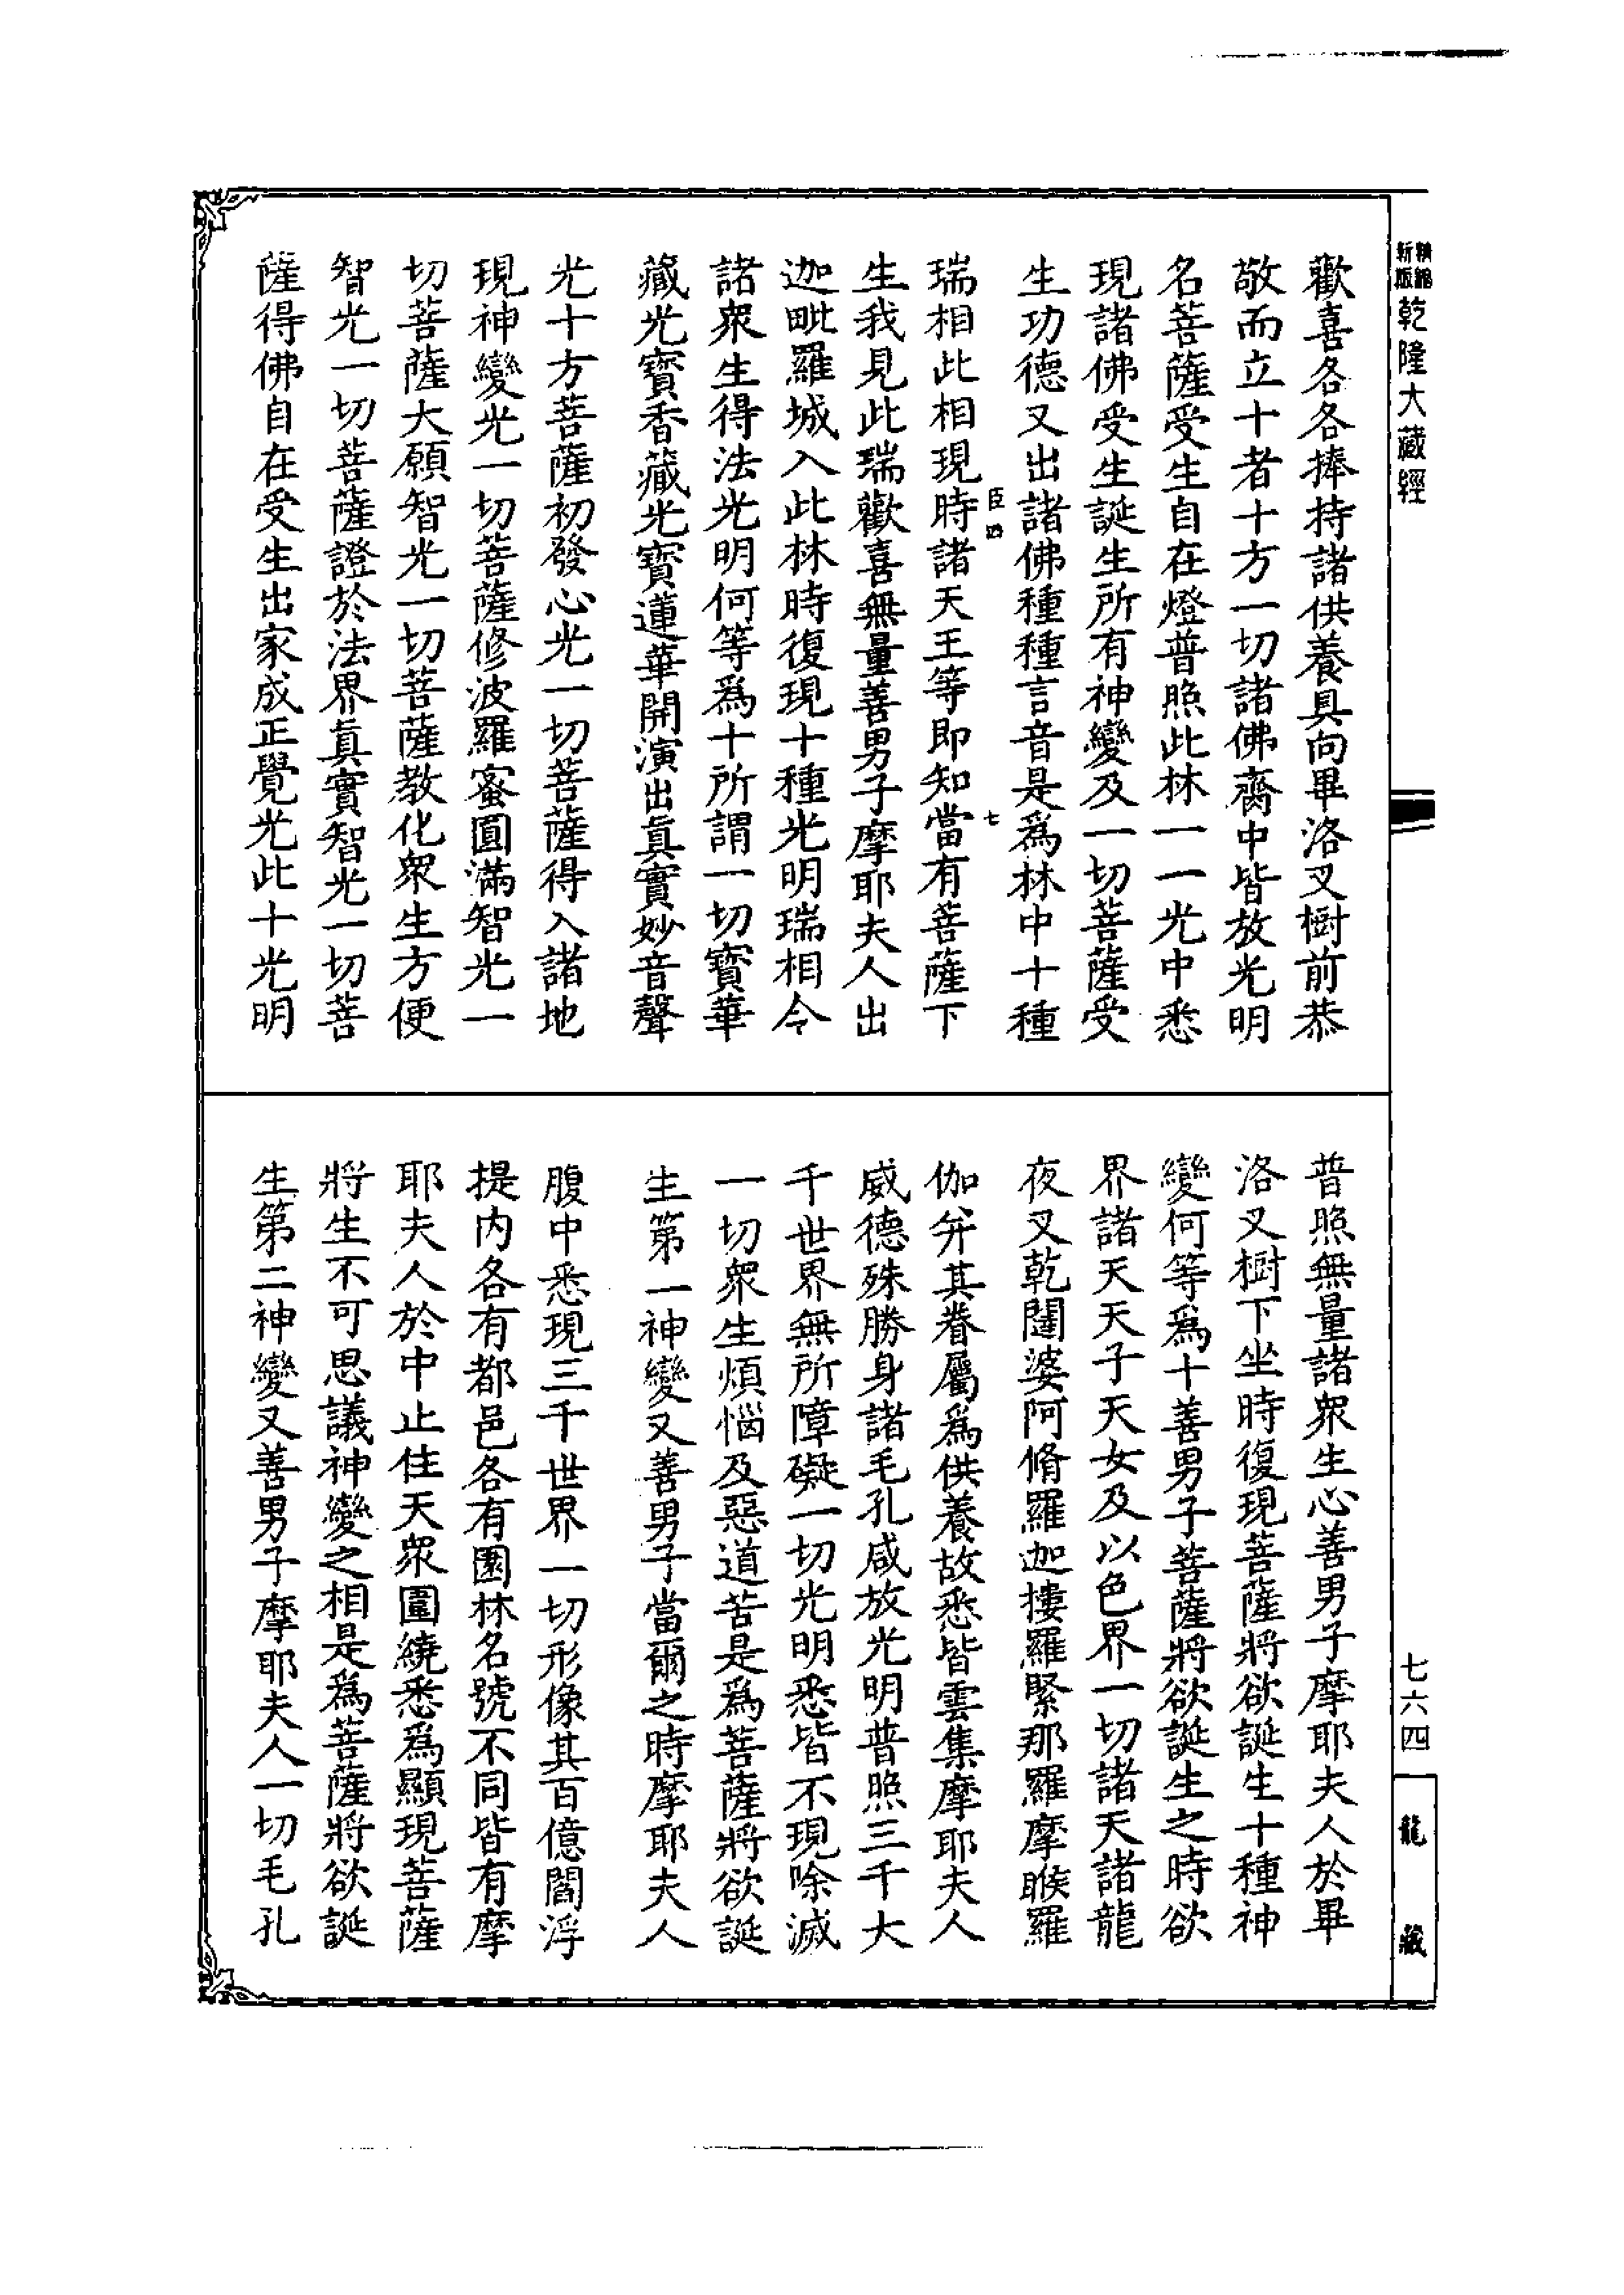 精編新版乾隆大藏經
歡喜各各捧持諸供養具向畢洛叉樹前恭
敬而立十者十方一切諸佛齎中皆放光明
名菩薩受生自在燈普照此林一一光中悉
現諸佛受生誕生所有神變及一切菩薩受
生功德又出諸佛種種言音是爲林中十種
瑞相此相現時諸天王等即知當有菩薩下
生我見此瑞歡喜無量善男子摩耶夫人出
迦毗羅城入此林時復現十種光明瑞相令
諸衆生得法光明何等爲十所謂一切寶華
藏光寶香藏光寶蓮華開演出眞實妙音聲
光十方菩薩初發心光一切菩薩得入諸地
現神變光一切菩薩修波羅蜜圓滿智光一
切菩薩大願智光一切菩薩教化衆生方便
智光一切菩薩證於法界眞實智光一切菩
薩得佛自在受生出家成正覺光此十光明
普照無量諸衆生心善男子摩耶夫人於畢
洛叉樹下坐時復現菩薩將欲誕生十種神
變何等爲十善男子菩薩將欲誕生之時欲
界諸天天子天女及以色界一切諸天諸龍
夜叉乾闥婆阿脩羅迦樓羅緊那羅摩睺羅
伽幷其眷屬爲供養故悉皆雲集摩耶夫人
威德殊勝身諸毛孔咸放光明普照三千大
千世界無所障礙一切光明悉皆不現除滅
一切衆生煩惱及惡道苦是爲菩薩將欲誕
生第一神變又善男子當爾之時摩耶夫人
腹中悉現三千世界一切形像其百億閻浮
提內各有都邑各有園林名號不同皆有摩
耶夫人於中止住天衆圍繞悉爲顯現菩薩
將生不可思議神變之相是爲菩薩將欲誕
生第二神變又善男子摩耶夫人一切毛孔
七
七六四
龍藏